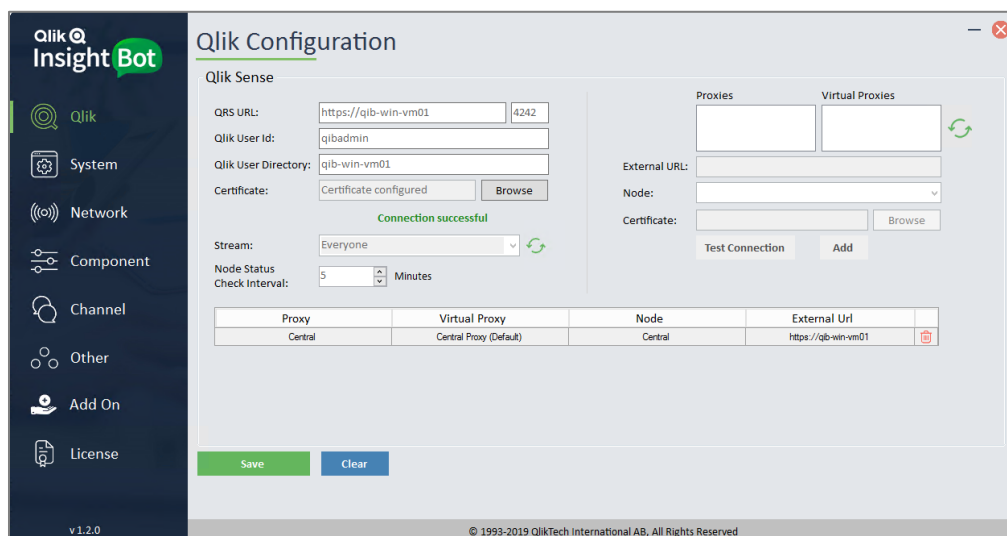 Qlik
Insight Bot
Qlik
System
Network
Component
Channel
Other
Add On
License
v 1.2.0
Qlik Configuration
Qlik Sense
QRS URL: https://qib-win-vm01 4242
Qlik User Id: qibadmin
Qlik User Directory: qib-win-vm01
Certificate: Certificate configured Browse
Connection successful
Stream: Everyone
Node Status
Check Interval: 5 Minutes
Proxies Virtual Proxies
External URL:
Node:
Certificate: Browse
Test Connection Add
Proxy Virtual Proxy Node External Url
Central Central Proxy (Default) Central https://qib-win-vm01
Save Clear
© 1993-2019 QlikTech International AB, All Rights Reserved